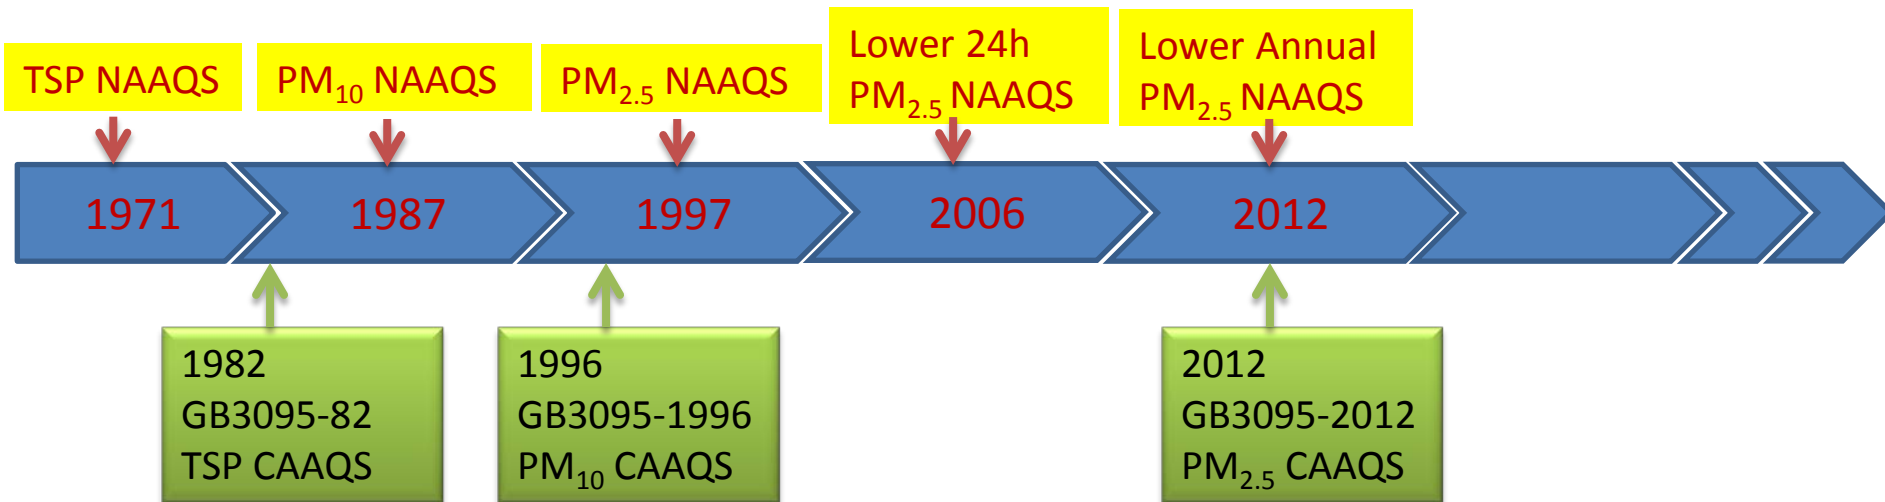 TSP NAAQS
PM₁₀ NAAQS
PM₂.₅ NAAQS
Lower 24h
PM₂.₅ NAAQS
Lower Annual
PM₂.₅ NAAQS
1971
1987
1997
2006
2012
1982
GB3095-82
TSP CAAQS
1996
GB3095-1996
PM₁₀ CAAQS
2012
GB3095-2012
PM₂.₅ CAAQS